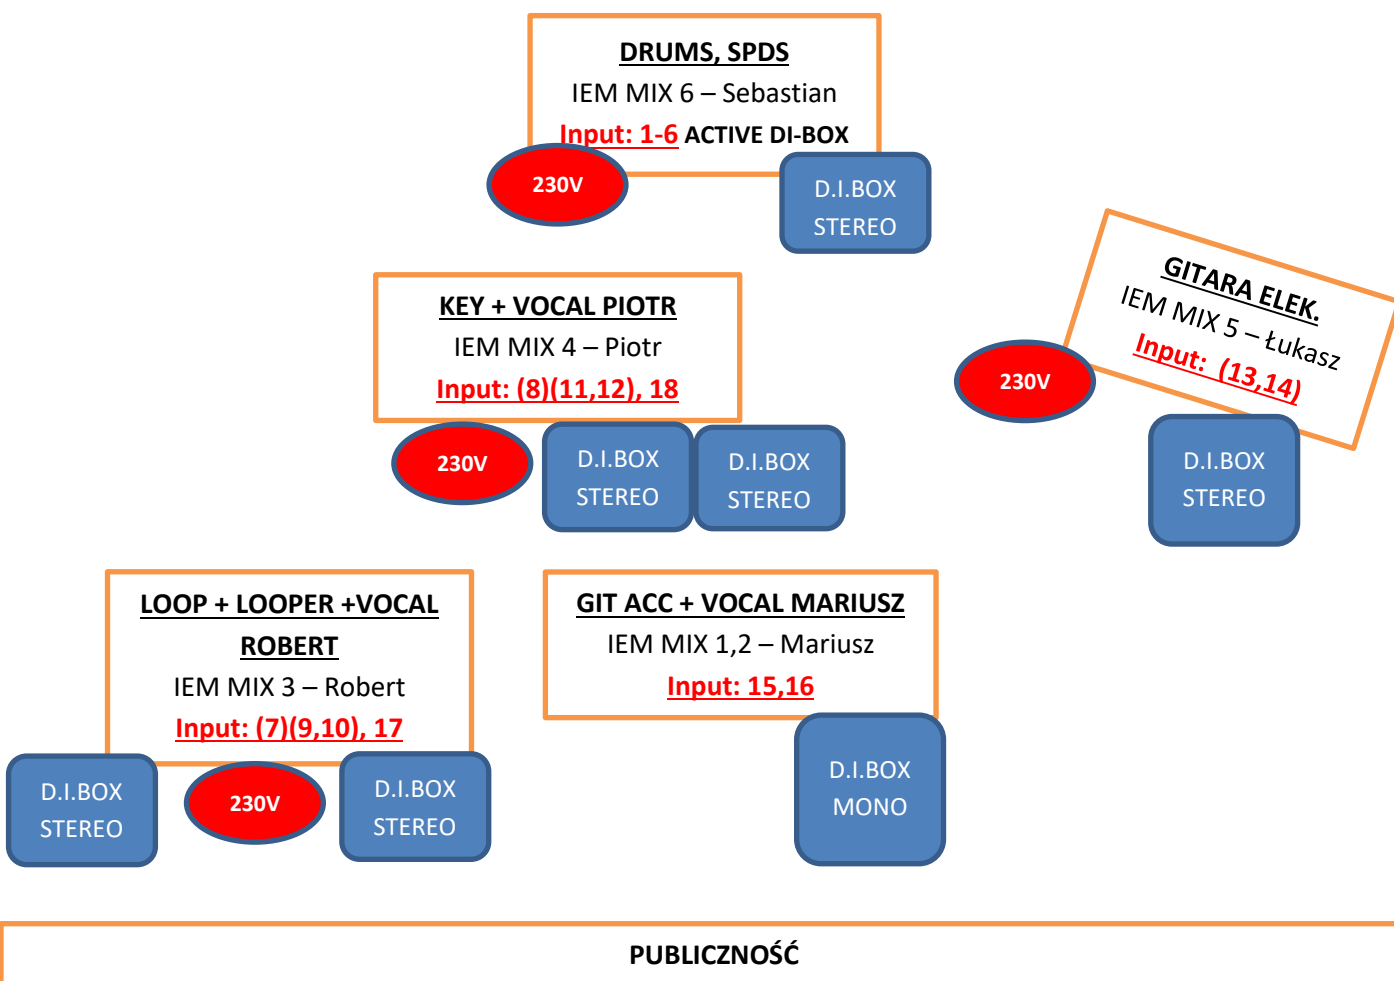 DRUMS, SPDS
IEM MIX 6 – Sebastian
Input: 1-6 ACTIVE DI-BOX
230V
D.I.BOX
STEREO
KEY + VOCAL PIOTR
IEM MIX 4 – Piotr
Input: (8)(11,12), 18
230V
D.I.BOX
STEREO
D.I.BOX
STEREO
GITARA ELEK.
IEM MIX 5 – Łukasz
Input: (13,14)
230V
D.I.BOX
STEREO
LOOP + LOOPER +VOCAL
ROBERT
IEM MIX 3 – Robert
Input: (7)(9,10), 17
D.I.BOX
STEREO
230V
D.I.BOX
STEREO
GIT ACC + VOCAL MARIUSZ
IEM MIX 1,2 – Mariusz
Input: 15,16
D.I.BOX
MONO
PUBLICZNOŚĆ